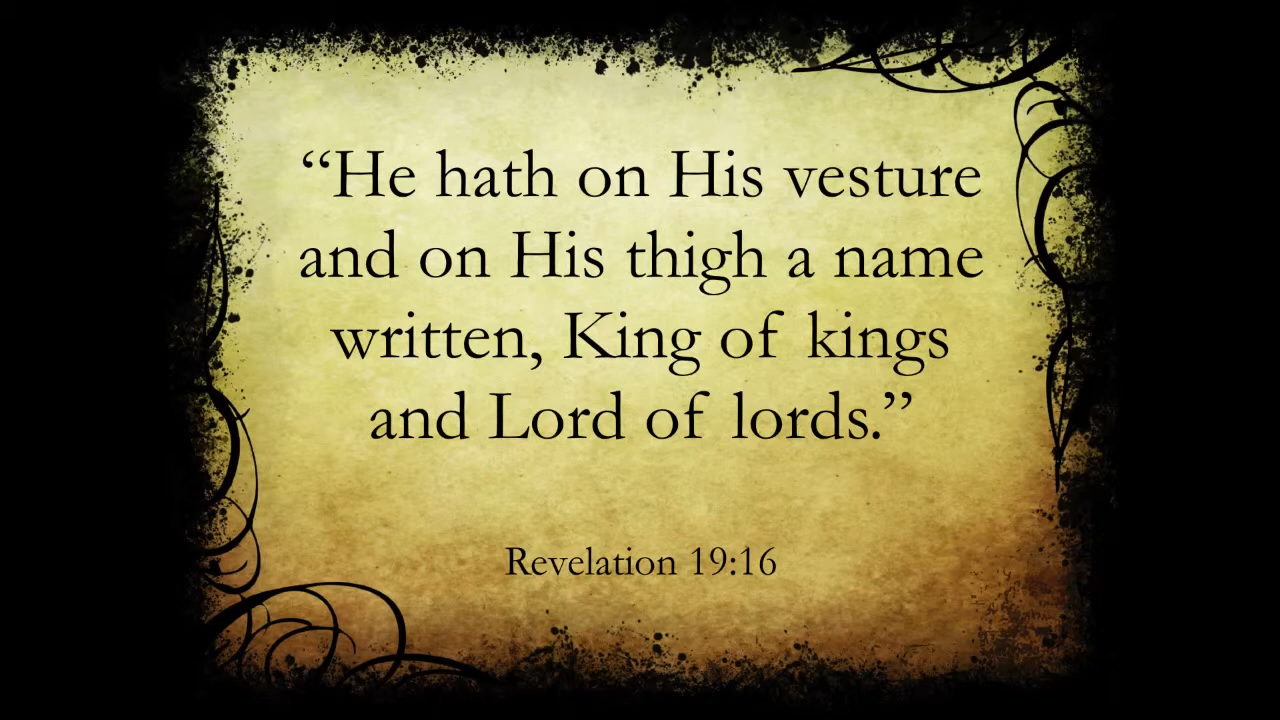 “He hath on His vesture
and on His thigh a name
written, King of kings
and Lord of lords.”
Revelation 19:16